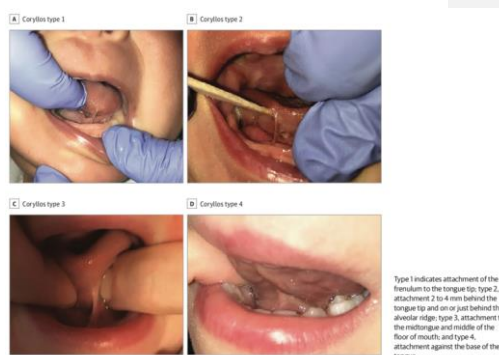 A Coryllos type 1
B Coryllos type 2
C Coryllos type 3
D Coryllos type 4
Type 1 indicates attachment of the
frenulum to the tongue tip; type 2,
attachment 2 to 4 mm behind the
tongue tip and on or just behind the
alveolar ridge; type 3, attachment
the midtongue and middle of the
floor of mouth; and type 4,
attachment against the base of the